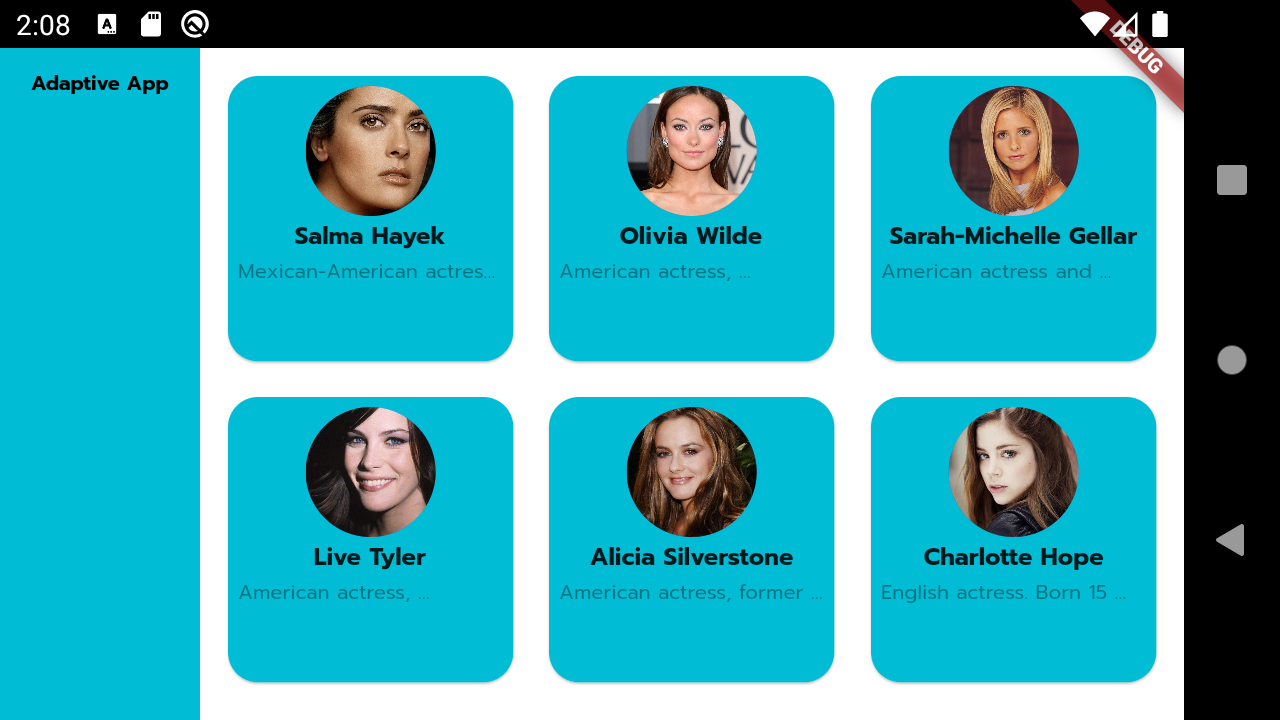 2:08
A
DEBUG
Adaptive App
Salma Hayek
Mexican-American actres...
Olivia Wilde
American actress, ...
Sarah-Michelle Gellar
American actress and ...
Live Tyler
American actress, ...
Alicia Silverstone
American actress, former ...
Charlotte Hope
English actress. Born 15 ...